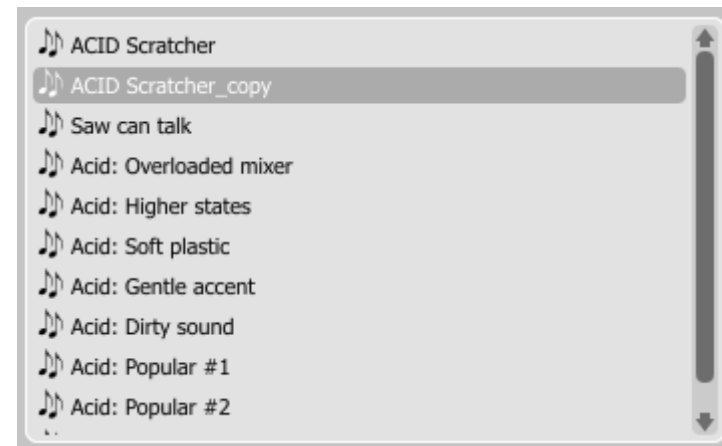 ACID Scratcher
ACID Scratcher_copy
Saw can talk
Acid: Overloaded mixer
Acid: Higher states
Acid: Soft plastic
Acid: Gentle accent
Acid: Dirty sound
Acid: Popular #1
Acid: Popular #2